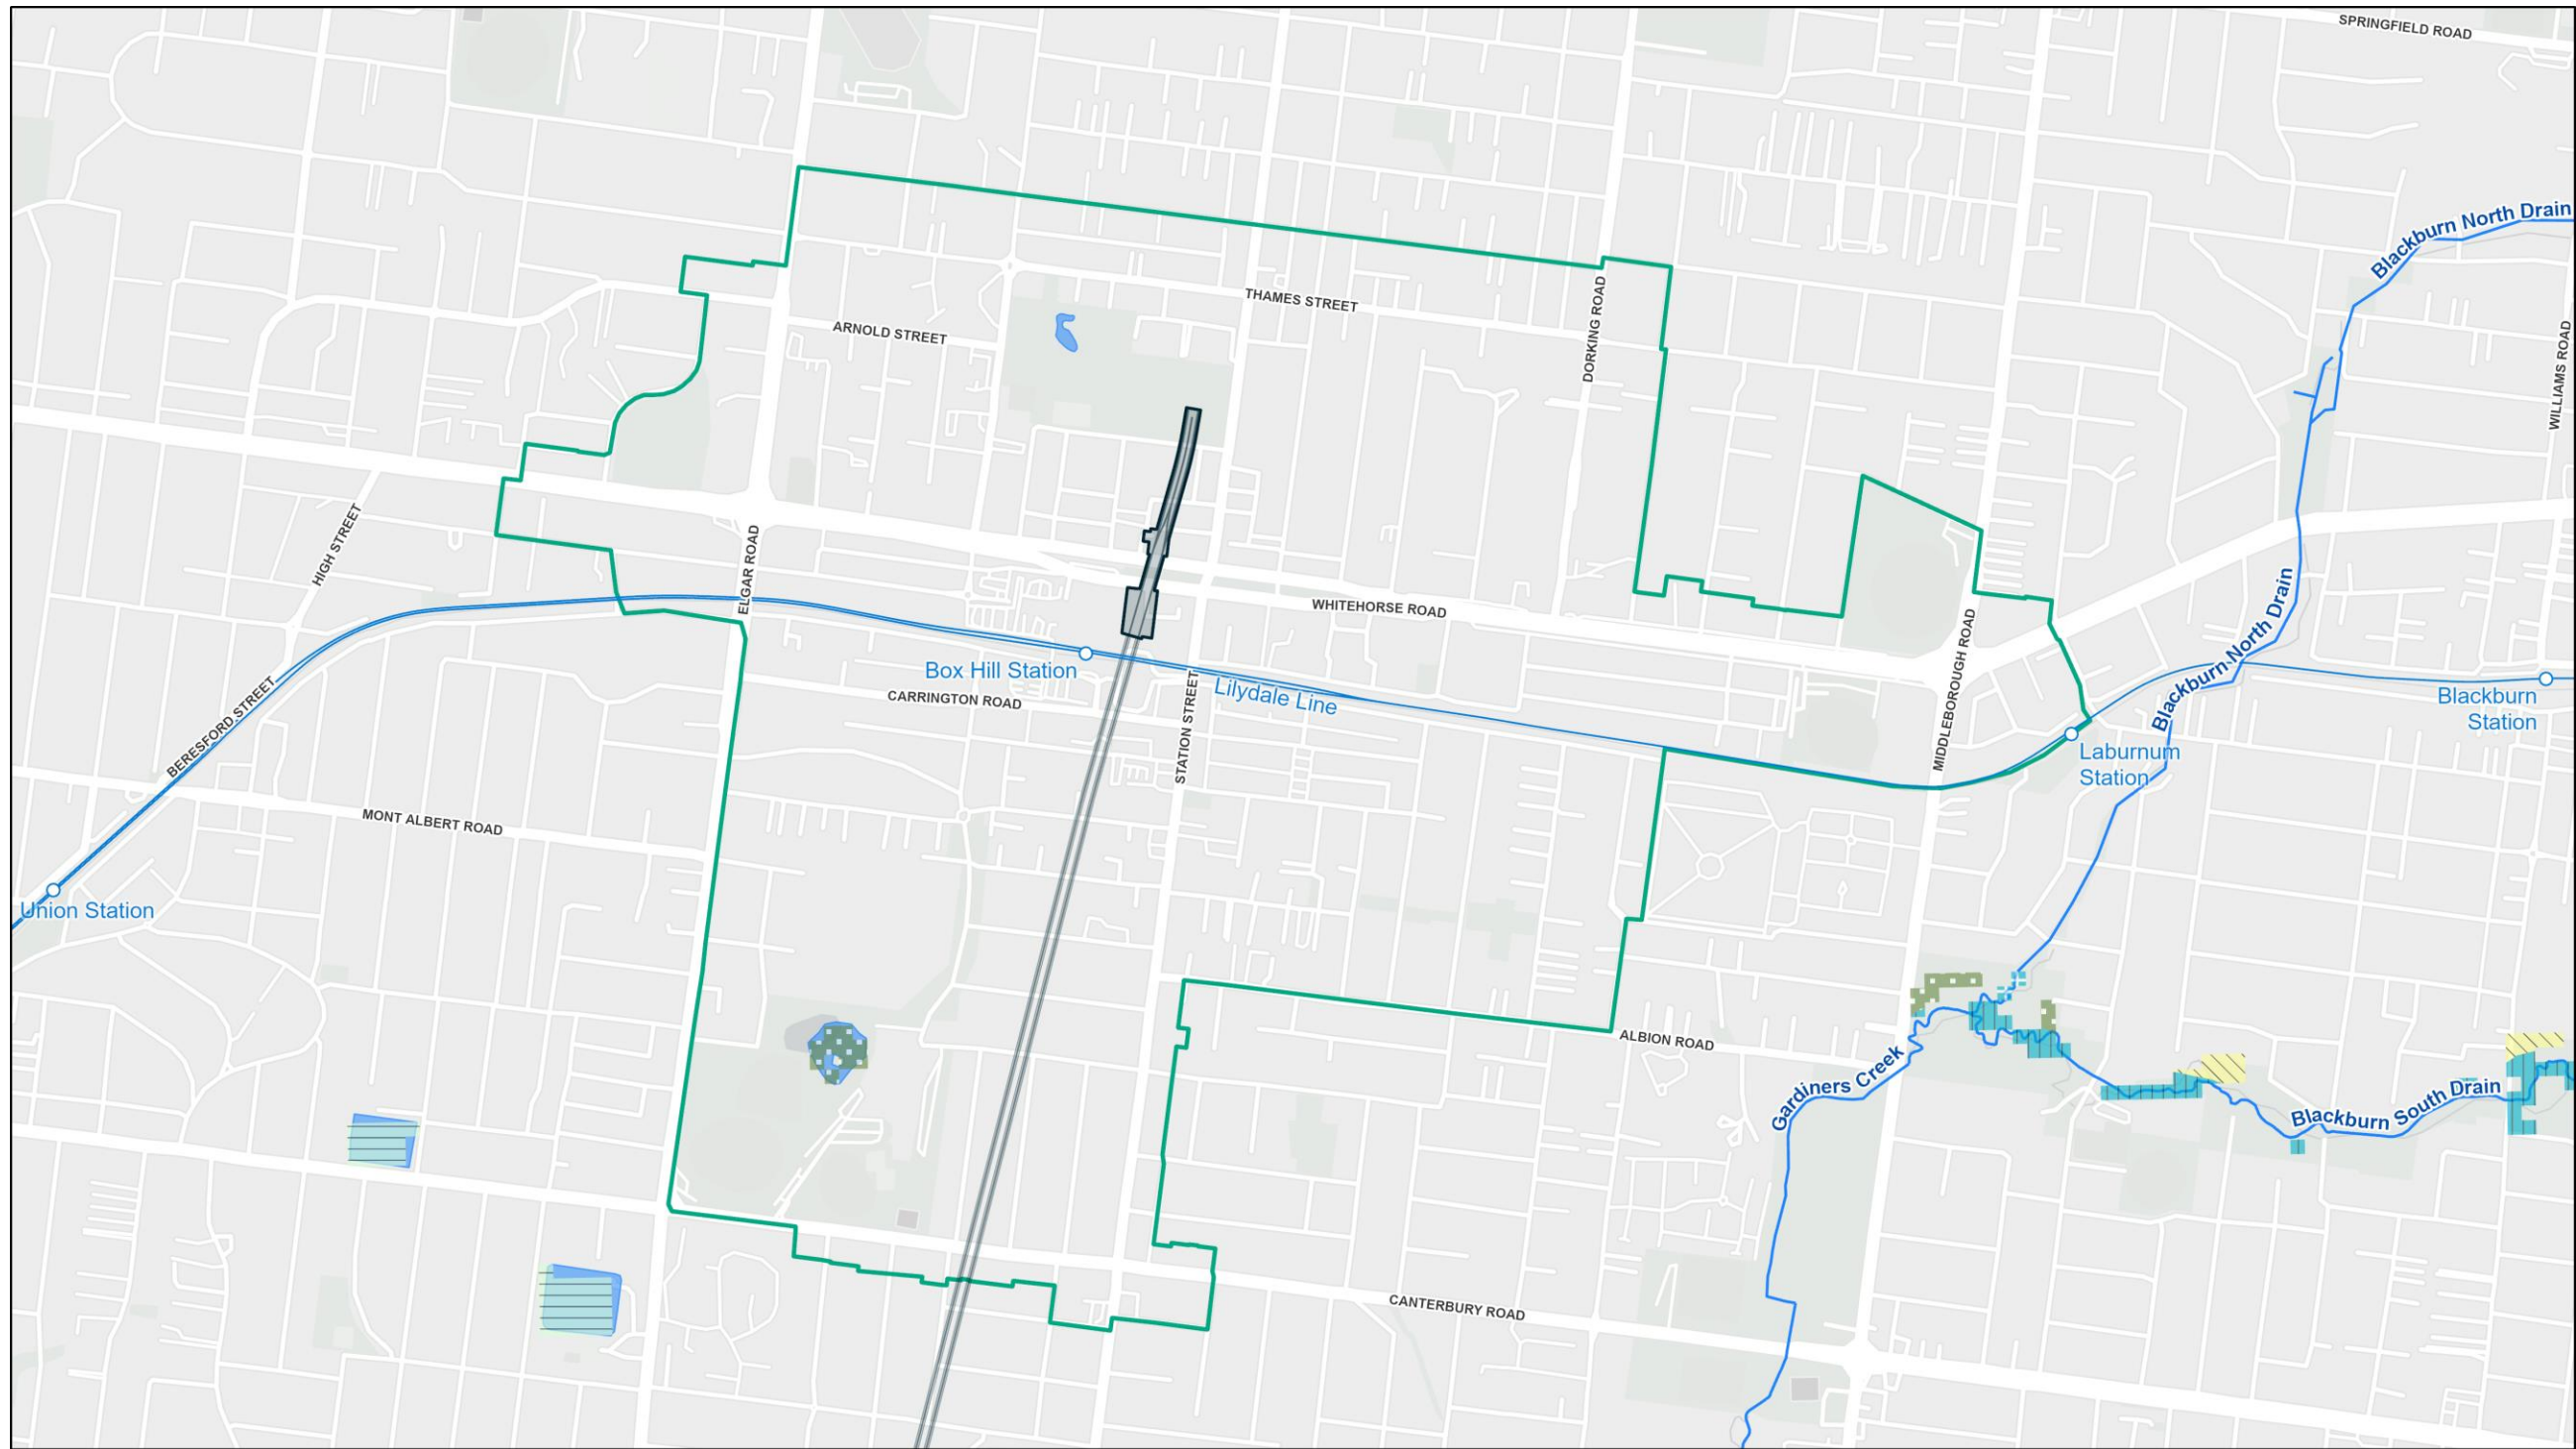 SPRINGFIELD ROAD
Blackburn North Drain
THAMES STREET
ARNOLD STREET
DORKING ROAD
WILLIAMS ROAD
HIGH STREET
ELGAR ROAD
WHITEHORSE ROAD
Blackburn North Drain
MIDDLEBOROUGH ROAD
Box Hill Station
Lilydale Line
CARRINGTON ROAD
STATION STREET
BERESFORD STREET
Blackburn
Station
Laburnum
Station
MONT ALBERT ROAD
Union Station
ALBION ROAD
Gardiners Creek
Blackburn South Drain
CANTERBURY ROAD